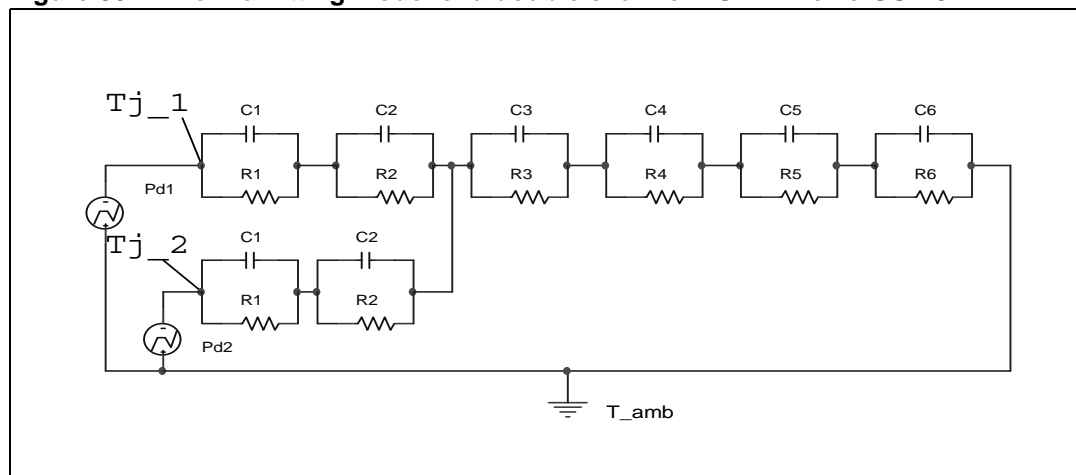 Tj_1
C1 C2 C3 C4 C5 C6
R1 R2 R3 R4 R5 R6
Pd1
Tj_2
C1 C2
R1 R2
Pd2
T_amb